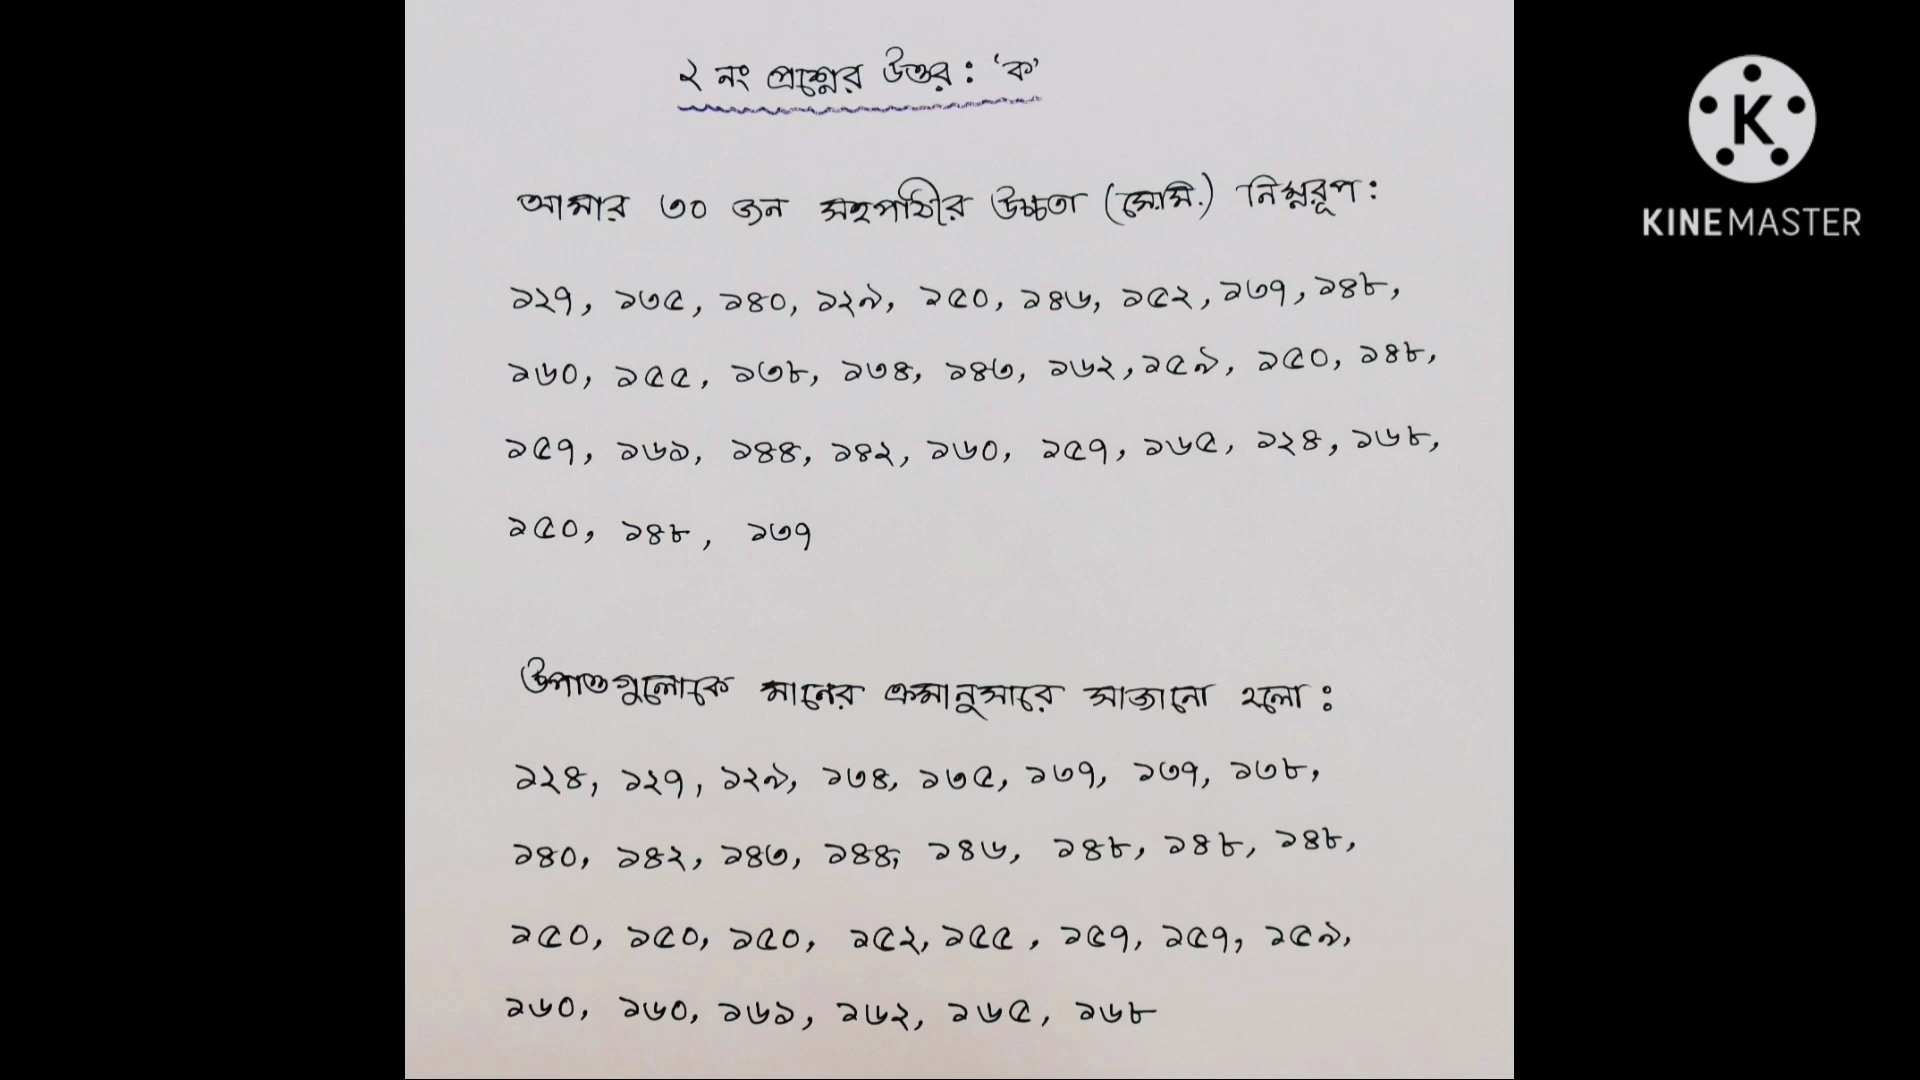 ২ নং প্রশ্নের উত্তর: 'ক'
আমার ৩০ জন সহপাঠীর উচ্চতা (সে.মি.) নিম্নরূপ:
১২৭, ১৩৫, ১৪০, ১২৯, ১৫০, ১৪৬, ১৫২, ১৩৭, ১৪৮,
১৬০, ১৫৫, ১৩৮, ১৩৪, ১৪৩, ১৬২, ১৫৯, ১৫০, ১৪৮,
১৫৭, ১৬১, ১৪৪, ১৪২, ১৬০, ১৫৭, ১৬৫, ১২৪, ১৬৮,
১৫০, ১৪৮, ১৩৭
উপাত্তগুলোকে মানের ক্রমানুসারে সাজানো হলো:
১২৪, ১২৭, ১২৯, ১৩৪, ১৩৫, ১৩৭, ১৩৭, ১৩৮,
১৪০, ১৪২, ১৪৩, ১৪৪, ১৪৬, ১৪৮, ১৪৮, ১৪৮,
১৫০, ১৫০, ১৫০, ১৫২, ১৫৫, ১৫৭, ১৫৭, ১৫৯,
১৬০, ১৬০, ১৬১, ১৬২, ১৬৫, ১৬৮
K
KINEMASTER